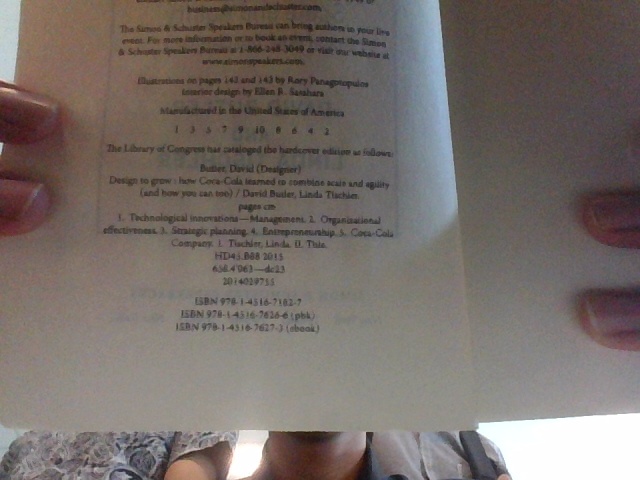 business@simonandschuster.com.
The Simon & Schuster Speakers Bureau can bring authors to your live
event. For more information or to book an event, contact the Simon
& Schuster Speakers Bureau at 1-866-248-3049 or visit our website at
www.simonspeakers.com.
Illustrations on pages 142 and 143 by Rory Panagotopulos
Interior design by Ellen R. Sasahara
Manufactured in the United States of America
1 3 5 7 9 10 8 6 4 2
The Library of Congress has cataloged the hardcover edition as follows:
Butler, David (Designer)
Design to grow : how Coca-Cola learned to combine scale and agility
(and how you can too) / David Butler, Linda Tischler.
pages cm
1. Technological innovations—Management. 2. Organizational
effectiveness. 3. Strategic planning. 4. Entrepreneurship. 5. Coca-Cola
Company. I. Tischler, Linda. II. Title.
HD45.B88 2015
658.4'063—dc23
2014029755
ISBN 978-1-4516-7182-7
ISBN 978-1-4516-7626-6 (pbk)
ISBN 978-1-4516-7627-3 (ebook)